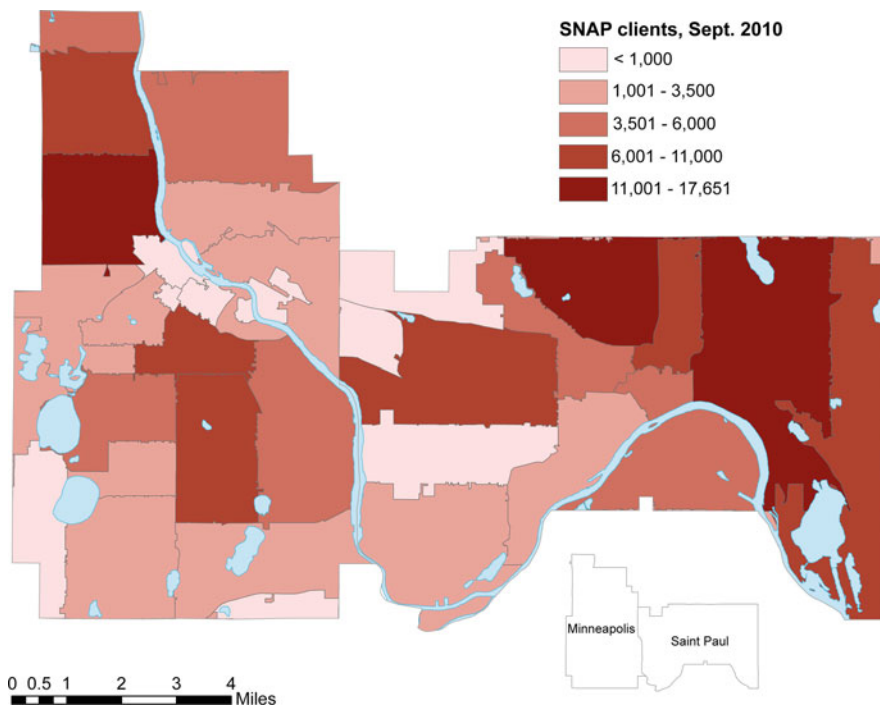 SNAP clients, Sept. 2010
< 1,000
1,001 - 3,500
3,501 - 6,000
6,001 - 11,000
11,001 - 17,651
Minneapolis
Saint Paul
0 0.5 1 2 3 4
Miles